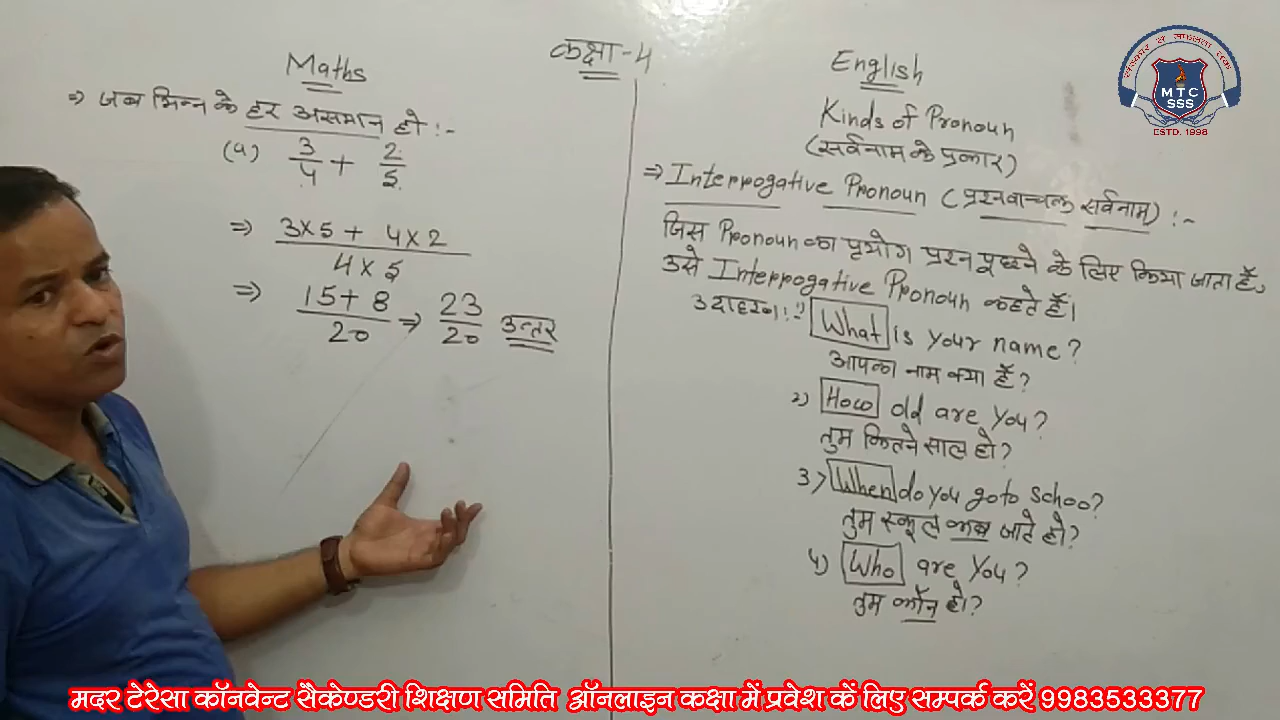 कक्षा-4
Maths
⇒ जब भिन्न के हर असमान हो :-
(a) 3/4 + 2/5
⇒ 3×5 + 4×2 / 4×5
⇒ 15+8 / 20 ⇒ 23/20 उत्तर
English
Kinds of Pronoun
(सर्वनाम के प्रकार)
⇒ Interrogative Pronoun (प्रश्नवाचक सर्वनाम) :-
जिस Pronoun का प्रयोग प्रश्न पूछने के लिए किया जाता हैं,
उसे Interrogative Pronoun कहते हैं।
उदाहरण :- 1) What is your name?
आपका नाम क्या हैं?
2) How old are you?
तुम कितने साल हो?
3) When do you go to schoo?
तुम स्कूल कब जाते हो?
4) Who are you?
तुम कौन हो?
संस्कार से सफलता तक
MTC
SSS
ESTD. 1998
मदर टेरेसा कॉनवेन्ट सैकेण्डरी शिक्षण समिति ऑनलाइन कक्षा में प्रवेश कें लिए सम्पर्क करें 9983533377